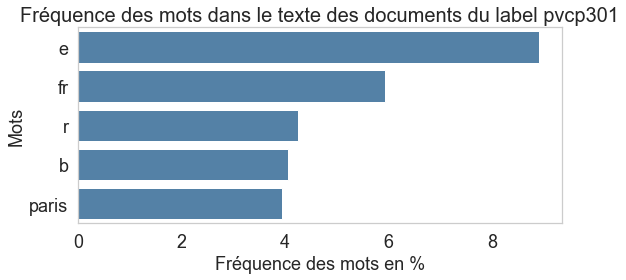 Fréquence des mots dans le texte des documents du label pvcp301
e
fr
r
b
paris
Mots
0 2 4 6 8
Fréquence des mots en %